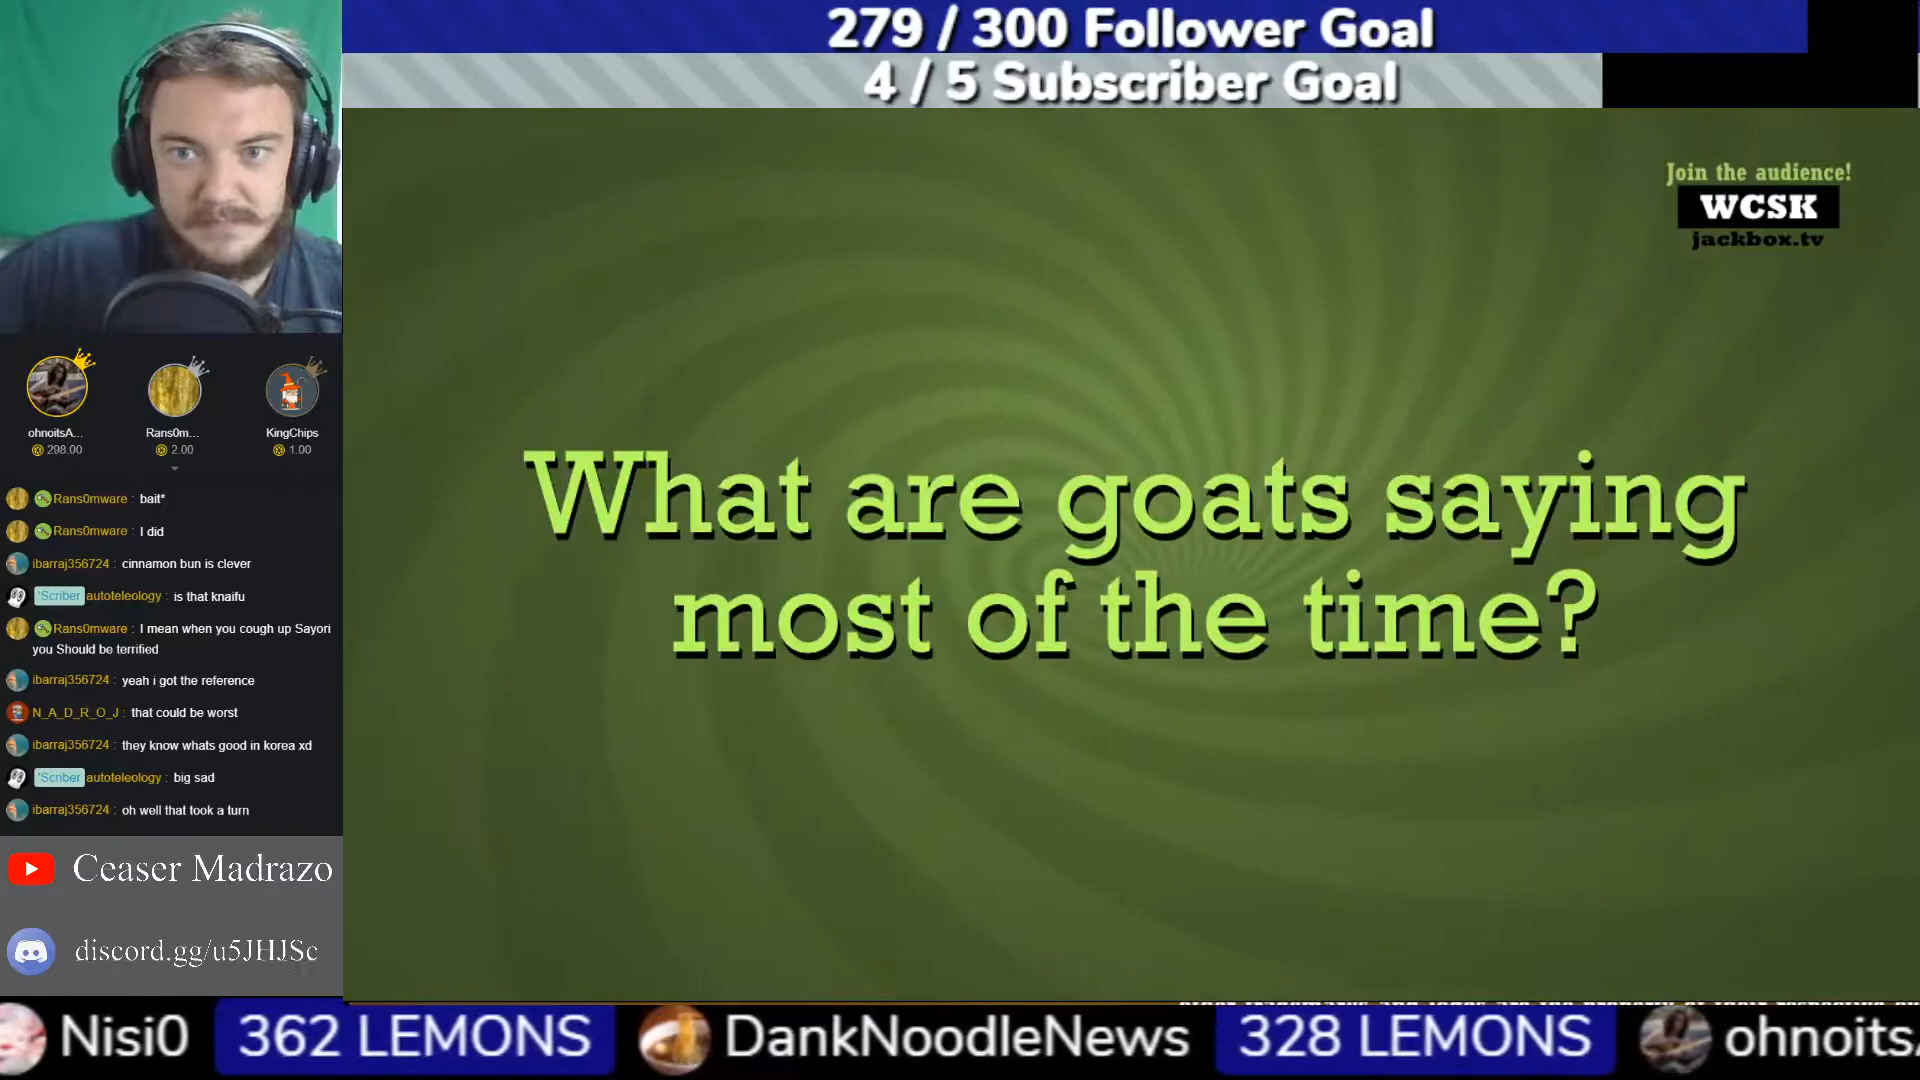 279 / 300 Follower Goal
4 / 5 Subscriber Goal
Join the audience!
WCSK
jackbox.tv
What are goats saying
most of the time?
ohnoitsA...
298.00
Rans0m...
2.00
KingChips
1.00
Rans0mware : bait*
Rans0mware : I did
ibarraj356724 : cinnamon bun is clever
'Scriber autoteleology : is that knaifu
Rans0mware : I mean when you cough up Sayori
you Should be terrified
ibarraj356724 : yeah i got the reference
N_A_D_R_O_J : that could be worst
ibarraj356724 : they know whats good in korea xd
'Scriber autoteleology : big sad
ibarraj356724 : oh well that took a turn
Ceaser Madrazo
discord.gg/u5JHJSc
Nisi0 362 LEMONS DankNoodleNews 328 LEMONS ohnoits